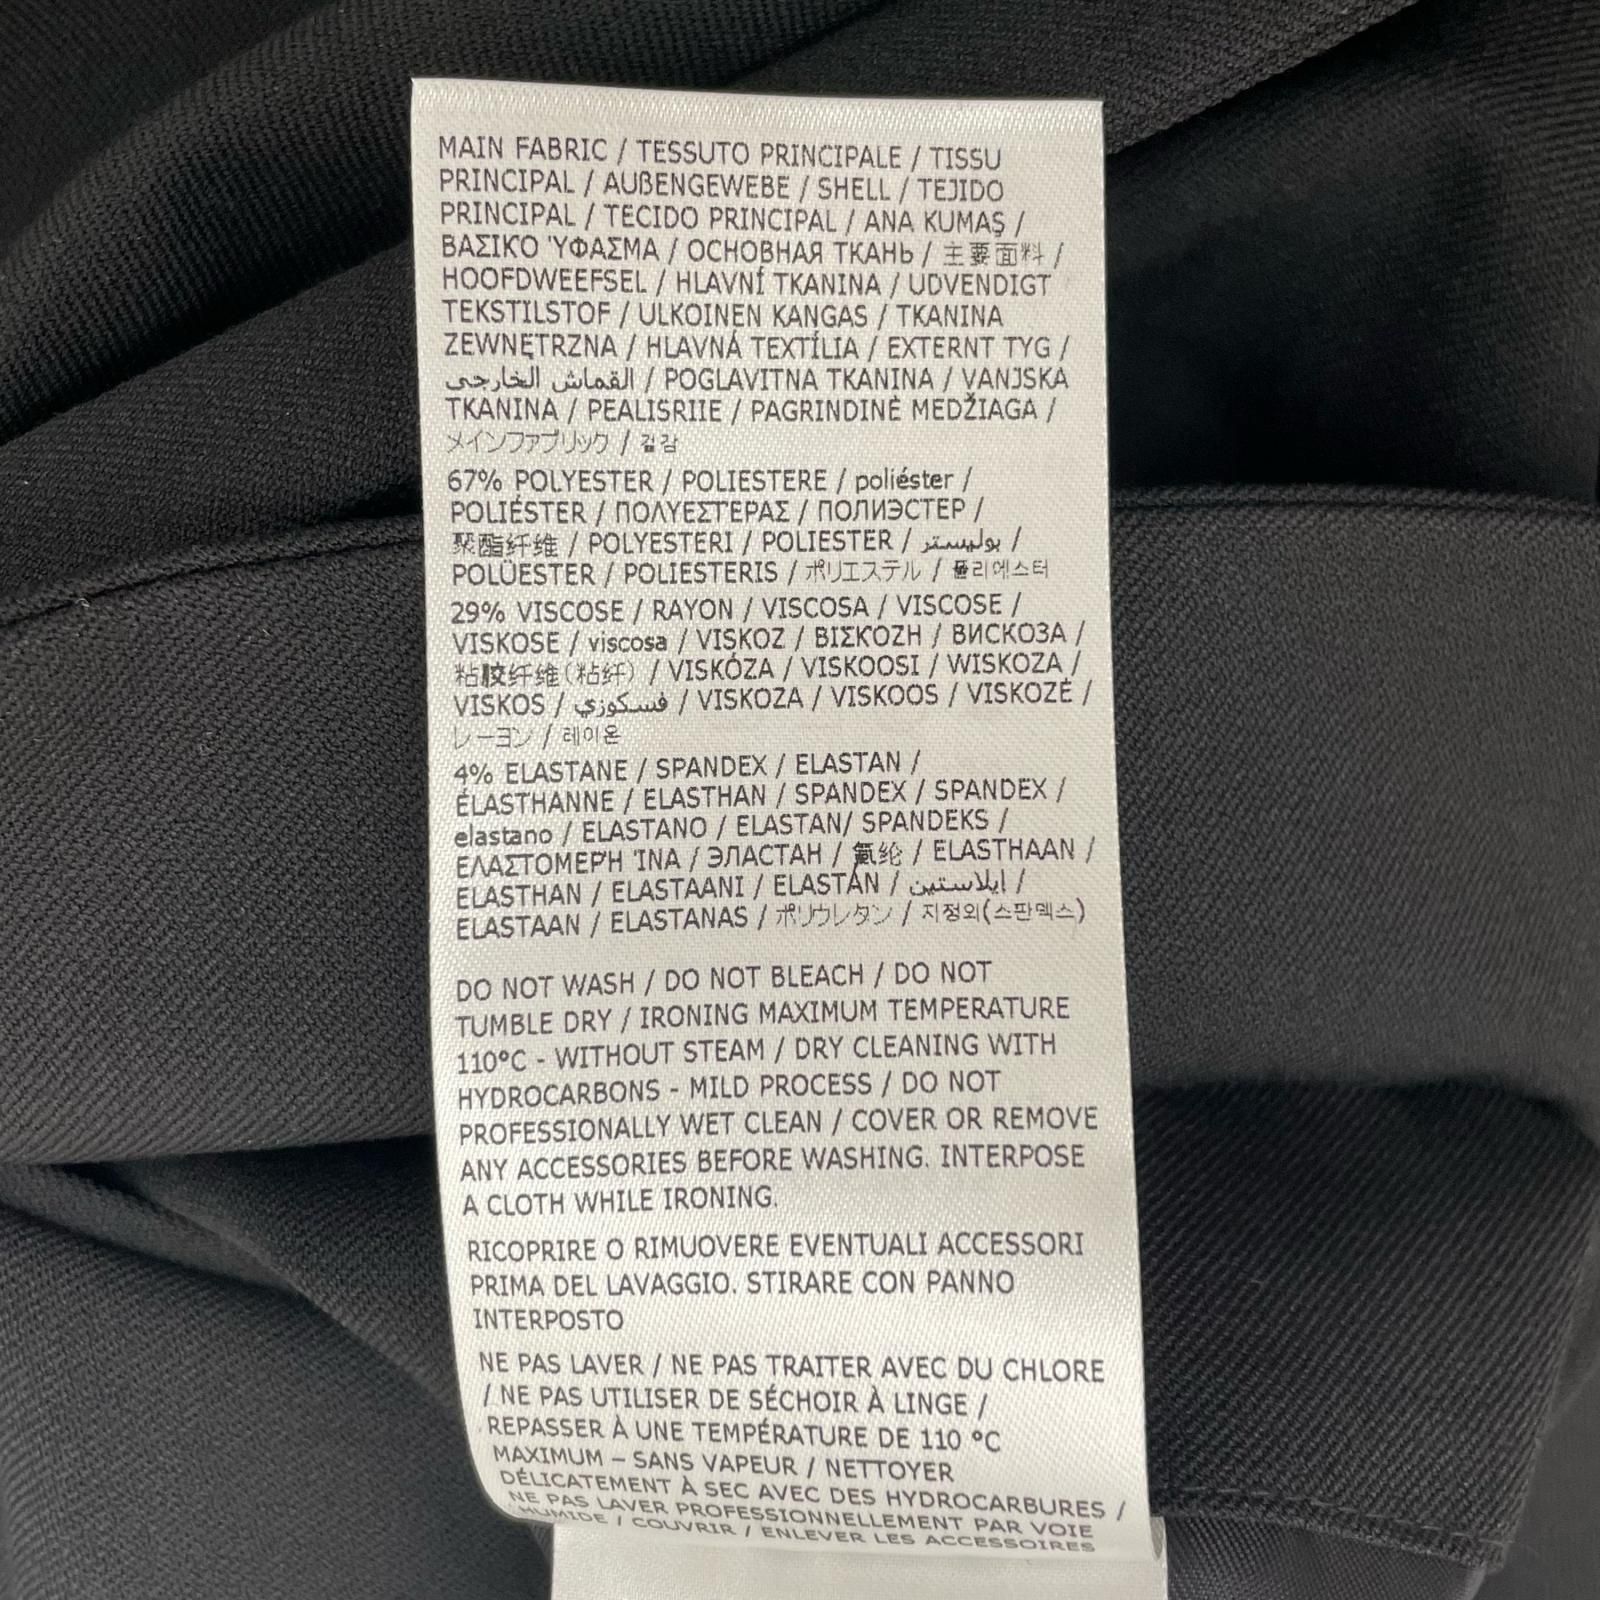 MAIN FABRIC / TESSUTO PRINCIPALE / TISSU
PRINCIPAL / AUßENGEWEBE / SHELL / TEJIDO
PRINCIPAL / TECIDO PRINCIPAL / ANA KUMAŞ /
ΒΑΣΙΚΟ ΎΦΑΣΜΑ / ОСНОВНАЯ ТКАНЬ / 主要面料 /
HOOFDWEEFSEL / HLAVNÍ TKANINA / UDVENDIGT
TEKSTILSTOF / ULKOINEN KANGAS / TKANINA
ZEWNĘTRZNA / HLAVNÁ TEXTÍLIA / EXTERNT TYG /
القماش الخارجى / POGLAVITNA TKANINA / VANJSKA
TKANINA / PEALISRIIE / PAGRINDINĖ MEDŽIAGA /
メインファブリック / 겉감
67% POLYESTER / POLIESTERE / poliéster /
POLIÉSTER / ΠΟΛΥΕΣΤΈΡΑΣ / ПОЛИЭСТЕР /
聚酯纤维 / POLYESTERI / POLIESTER / بوليستر /
POLÜESTER / POLIESTERIS / ポリエステル / 폴리에스터
29% VISCOSE / RAYON / VISCOSA / VISCOSE /
VISKOSE / viscosa / VISKOZ / ΒΙΣΚΌΖΗ / ВИСКОЗА /
粘胶纤维(粘纤) / VISKÓZA / VISKOOSI / WISKOZA /
VISKOS / فسكوزي / VISKOZA / VISKOOS / VISKOZĖ /
レーヨン / 레이온
4% ELASTANE / SPANDEX / ELASTAN /
ÉLASTHANNE / ELASTHAN / SPANDEX / SPANDEX /
elastano / ELASTANO / ELASTAN/ SPANDEKS /
ΕΛΑΣΤΟΜΕΡΉ ΊΝΑ / ЭЛАСТАН / 氨纶 / ELASTHAAN /
ELASTHAN / ELASTAANI / ELASTÁN / ايلاستين /
ELASTAAN / ELASTANAS / ポリウレタン / 지정외(스판덱스)
DO NOT WASH / DO NOT BLEACH / DO NOT
TUMBLE DRY / IRONING MAXIMUM TEMPERATURE
110°C - WITHOUT STEAM / DRY CLEANING WITH
HYDROCARBONS - MILD PROCESS / DO NOT
PROFESSIONALLY WET CLEAN / COVER OR REMOVE
ANY ACCESSORIES BEFORE WASHING. INTERPOSE
A CLOTH WHILE IRONING.
RICOPRIRE O RIMUOVERE EVENTUALI ACCESSORI
PRIMA DEL LAVAGGIO. STIRARE CON PANNO
INTERPOSTO
NE PAS LAVER / NE PAS TRAITER AVEC DU CHLORE
/ NE PAS UTILISER DE SÉCHOIR À LINGE /
REPASSER À UNE TEMPÉRATURE DE 110 °C
MAXIMUM – SANS VAPEUR / NETTOYER
DÉLICATEMENT À SEC AVEC DES HYDROCARBURES /
NE PAS LAVER PROFESSIONNELLEMENT PAR VOIE
HUMIDE / COUVRIR / ENLEVER LES ACCESSOIRES